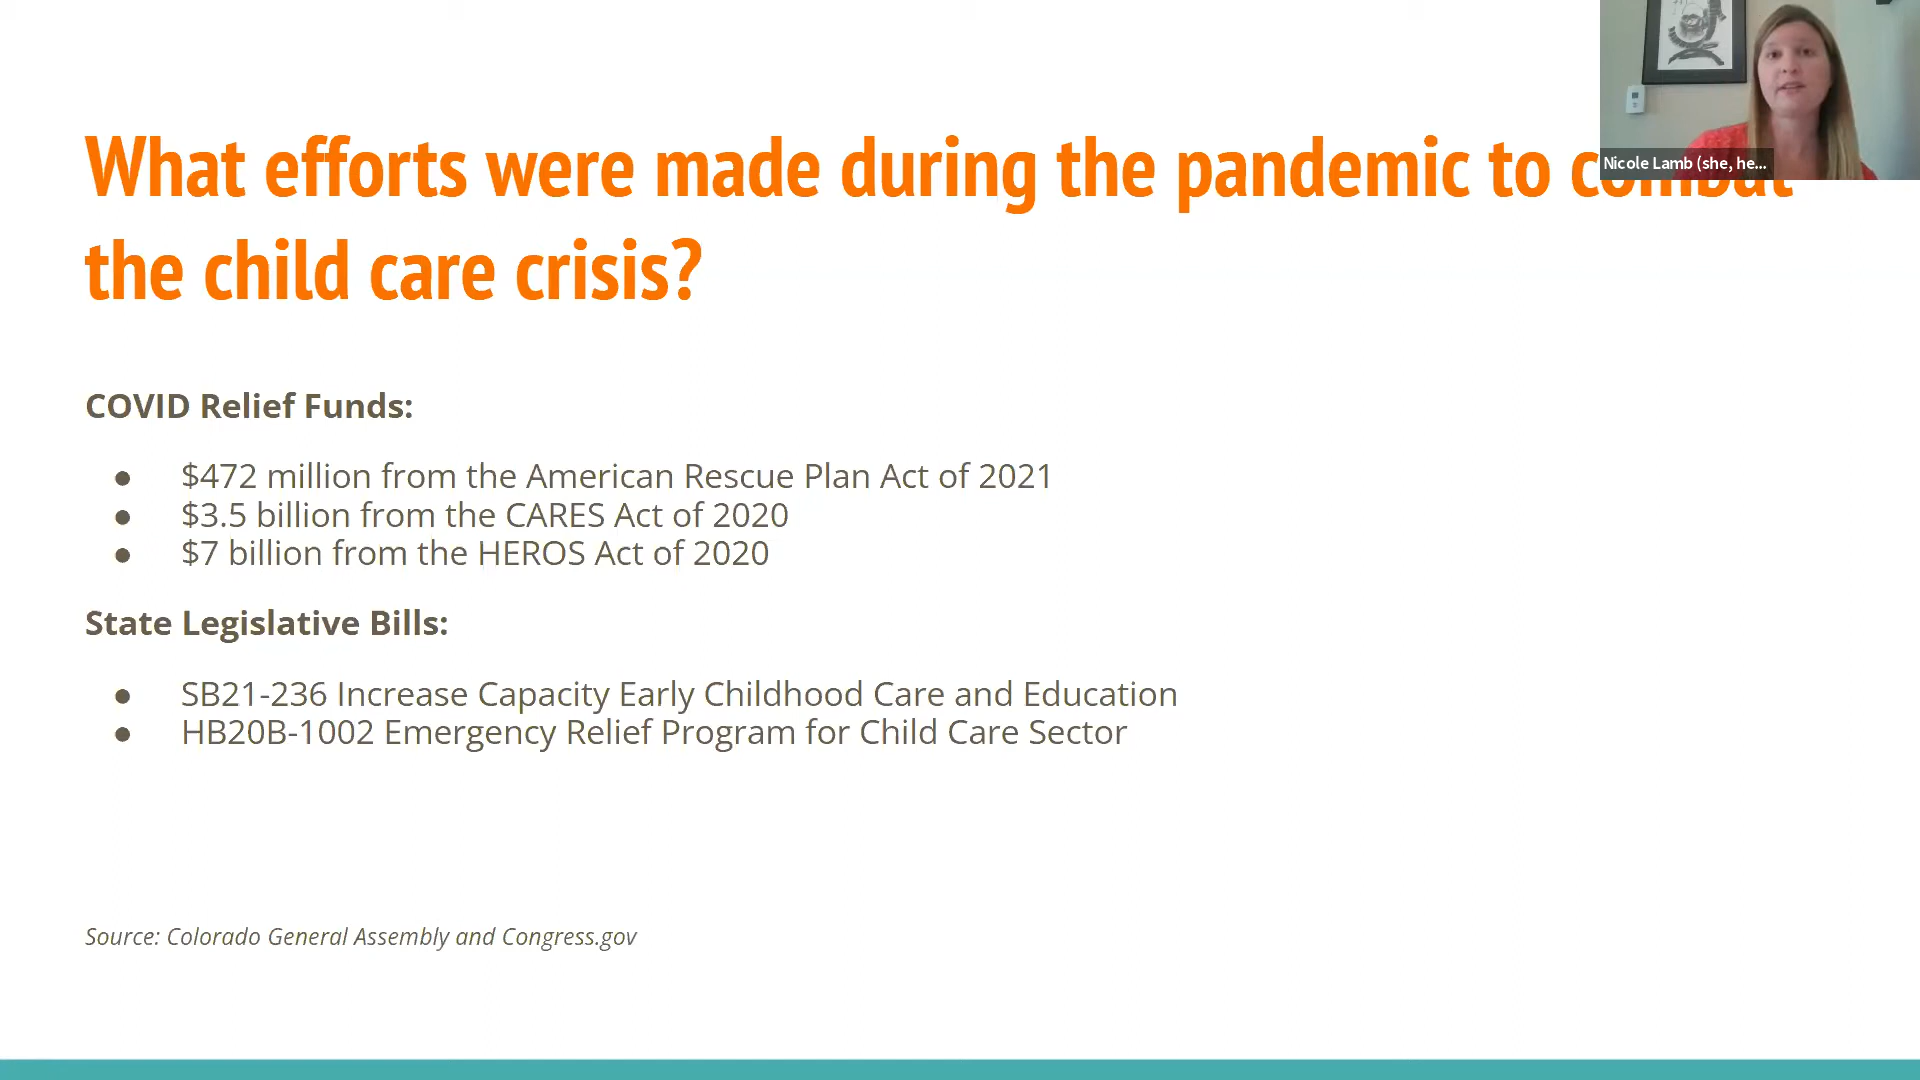 What efforts were made during the pandemic to combat
the child care crisis?
Nicole Lamb (she, he...
COVID Relief Funds:
● $472 million from the American Rescue Plan Act of 2021
● $3.5 billion from the CARES Act of 2020
● $7 billion from the HEROS Act of 2020
State Legislative Bills:
● SB21-236 Increase Capacity Early Childhood Care and Education
● HB20B-1002 Emergency Relief Program for Child Care Sector
Source: Colorado General Assembly and Congress.gov